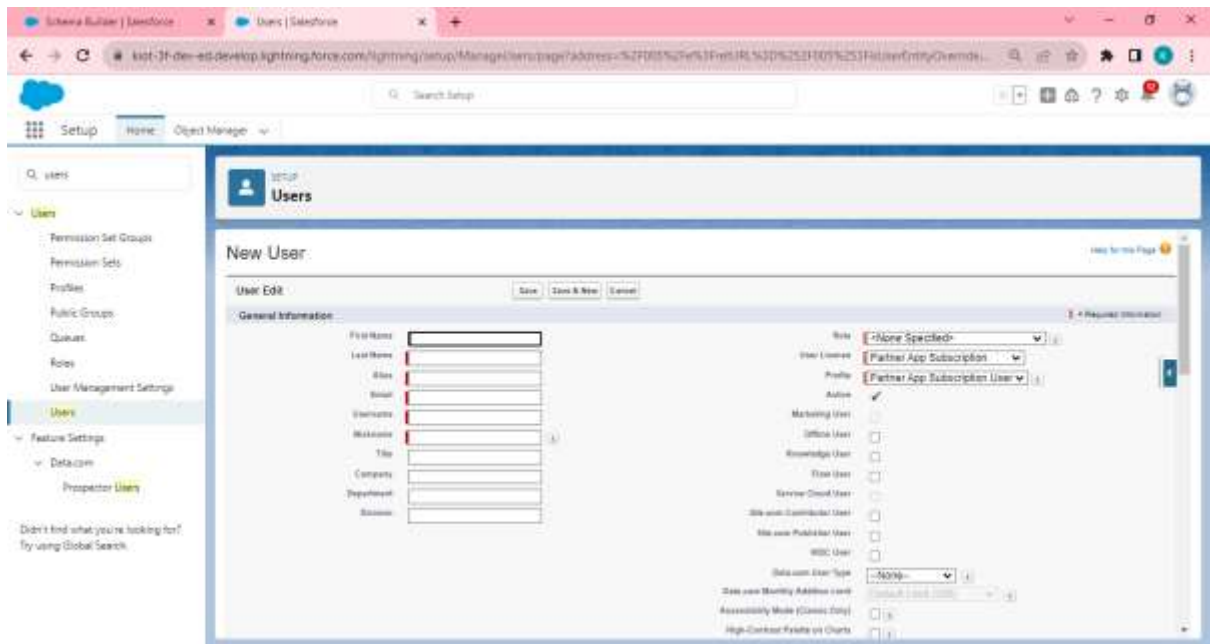 Schema Builder | Salesforce
Users | Salesforce
Search Setup
Setup
Home
Object Manager
users
Users
Permission Set Groups
Permission Sets
Profiles
Public Groups
Queues
Roles
User Management Settings
Users
Feature Settings
Data.com
Prospector Users
Didn't find what you're looking for?
Try using Global Search.
SETUP
Users
New User
Help for this Page
User Edit
Save
Save & New
Cancel
General Information
= Required Information
First Name
Last Name
Alias
Email
Username
Nickname
Title
Company
Department
Division
Role
<None Specified>
User License
Partner App Subscription
Profile
Partner App Subscription User
Active
Marketing User
Offline User
Knowledge User
Flow User
Service Cloud User
Site.com Contributor User
Site.com Publisher User
WDC User
Data.com User Type
--None--
Data.com Monthly Addition Limit
Accessibility Mode (Classic Only)
High-Contrast Palette on Charts